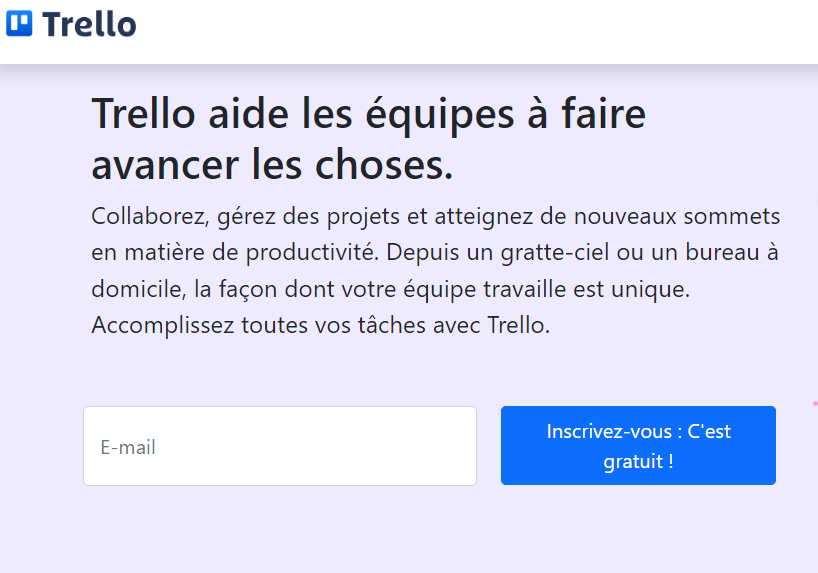 Trello
Trello aide les équipes à faire
avancer les choses.
Collaborez, gérez des projets et atteignez de nouveaux sommets
en matière de productivité. Depuis un gratte-ciel ou un bureau à
domicile, la façon dont votre équipe travaille est unique.
Accomplissez toutes vos tâches avec Trello.
E-mail
Inscrivez-vous : C'est
gratuit !